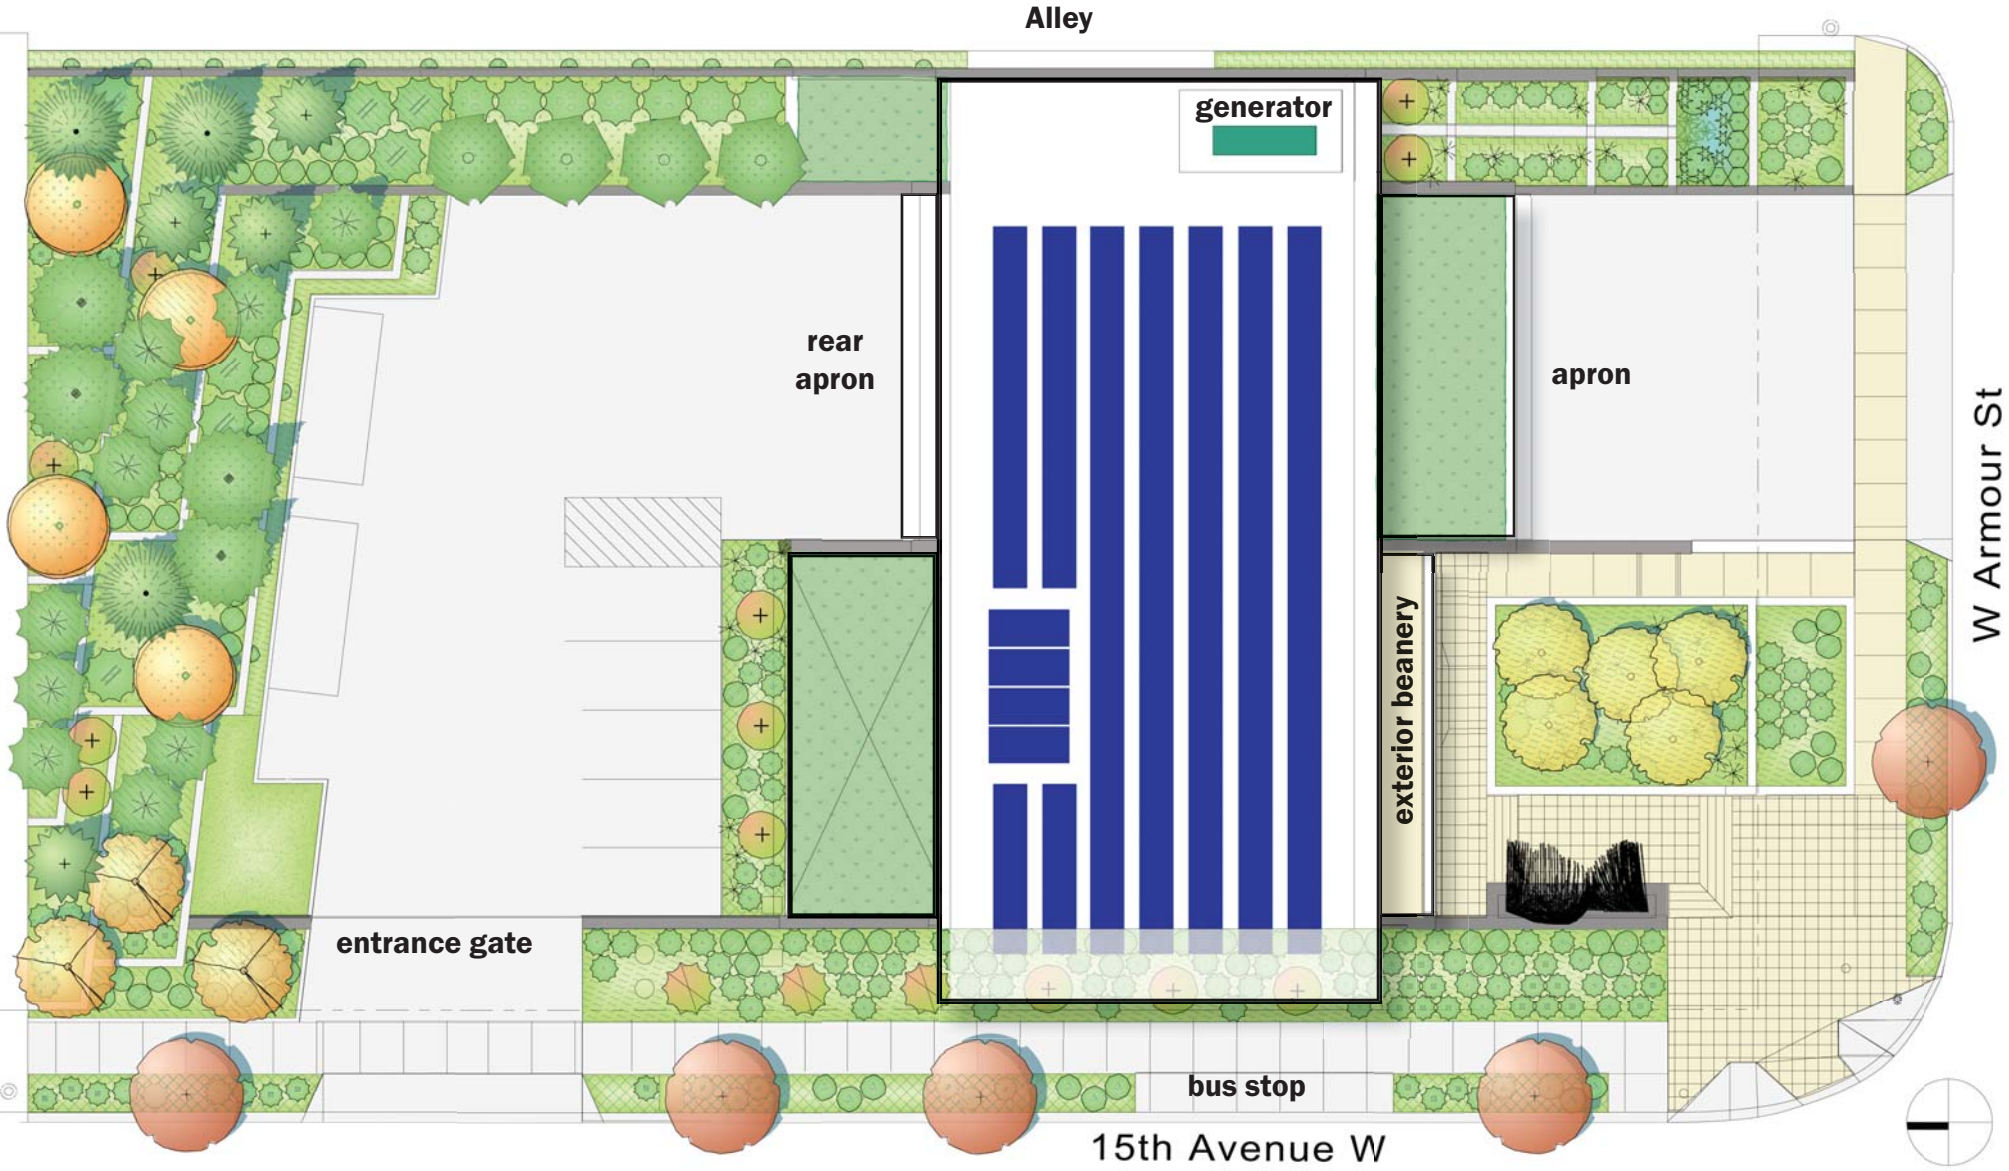 Alley
generator
rear
apron
apron
W Armour St
exterior beanery
entrance gate
bus stop
15th Avenue W